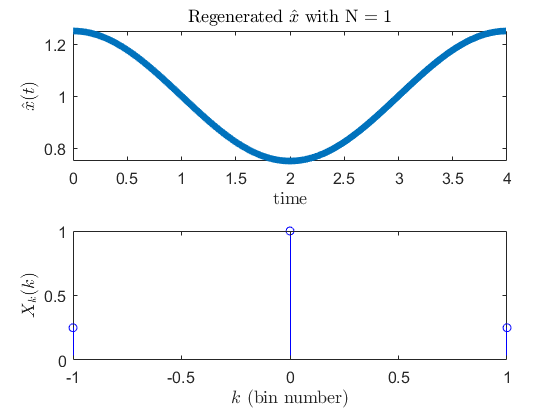 Regenerated x̂ with N = 1
x̂(t)
1.2
1
0.8
0 0.5 1 1.5 2 2.5 3 3.5 4
time
X_k(k)
1
0.5
0
-1 -0.5 0 0.5 1
k (bin number)